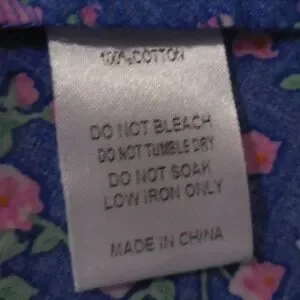 100% COTTON
DO NOT BLEACH
DO NOT TUMBLE DRY
DO NOT SOAK
LOW IRON ONLY
MADE IN CHINA